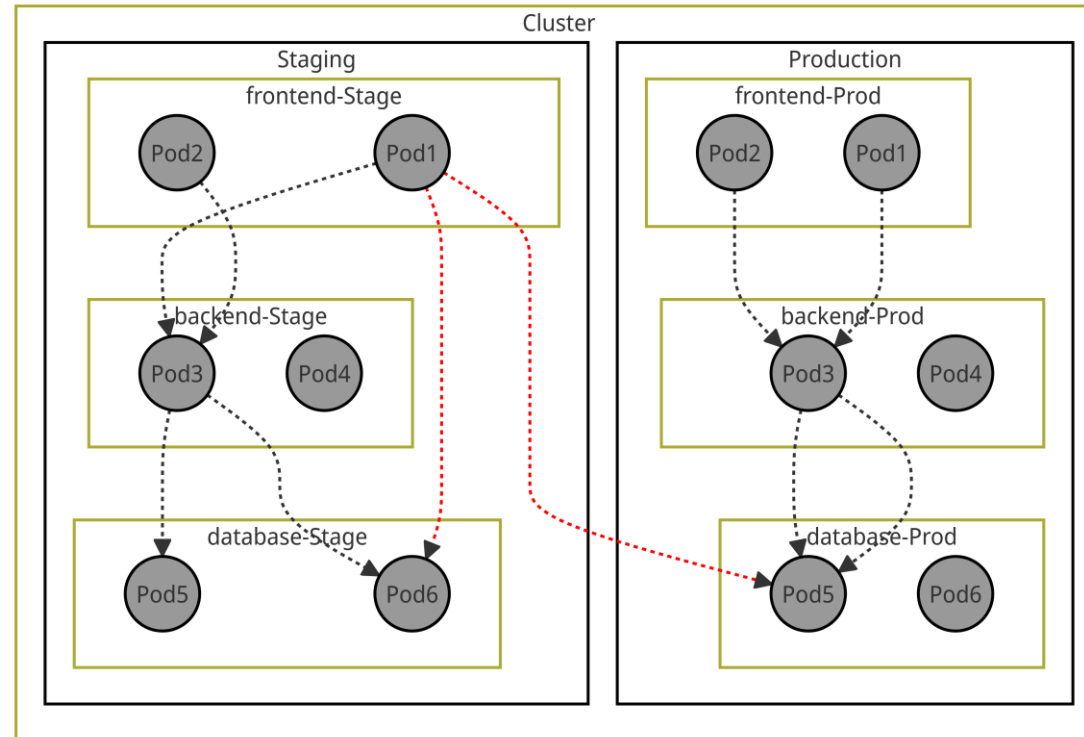 Cluster
Staging
Production
frontend-Stage
frontend-Prod
Pod2
Pod1
Pod2
Pod1
backend-Stage
backend-Prod
Pod3
Pod4
Pod3
Pod4
database-Stage
database-Prod
Pod5
Pod6
Pod5
Pod6